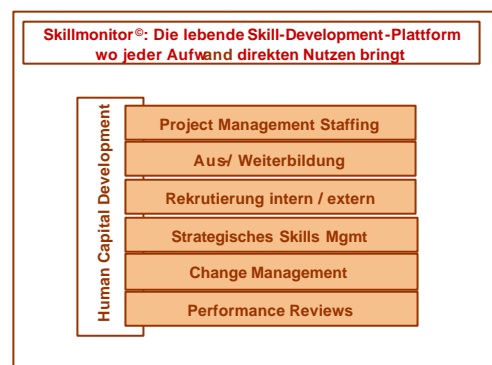 Skillmonitor©: Die lebende Skill-Development-Plattform
wo jeder Aufwand direkten Nutzen bringt
Human Capital Development
Project Management Staffing
Aus-/ Weiterbildung
Rekrutierung intern / extern
Strategisches Skills Mgmt
Change Management
Performance Reviews